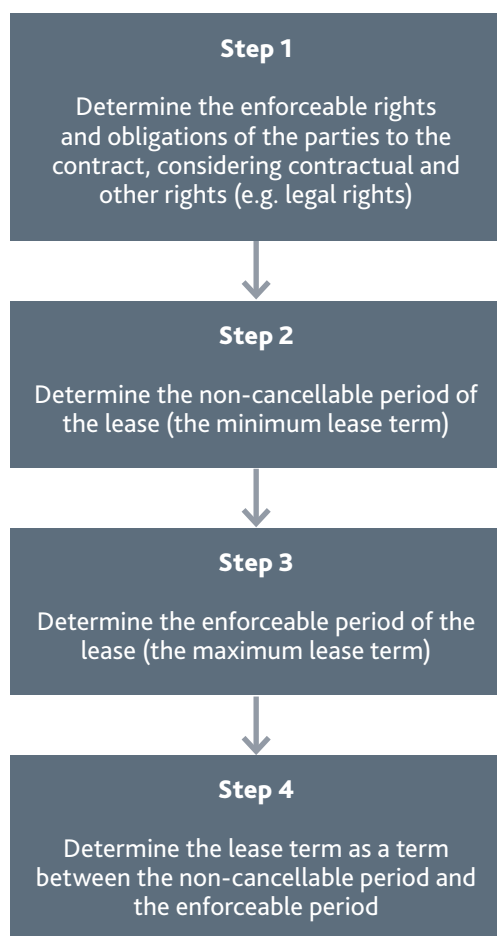 Step 1
Determine the enforceable rights
and obligations of the parties to the
contract, considering contractual and
other rights (e.g. legal rights)
Step 2
Determine the non-cancellable period of
the lease (the minimum lease term)
Step 3
Determine the enforceable period of the
lease (the maximum lease term)
Step 4
Determine the lease term as a term
between the non-cancellable period and
the enforceable period